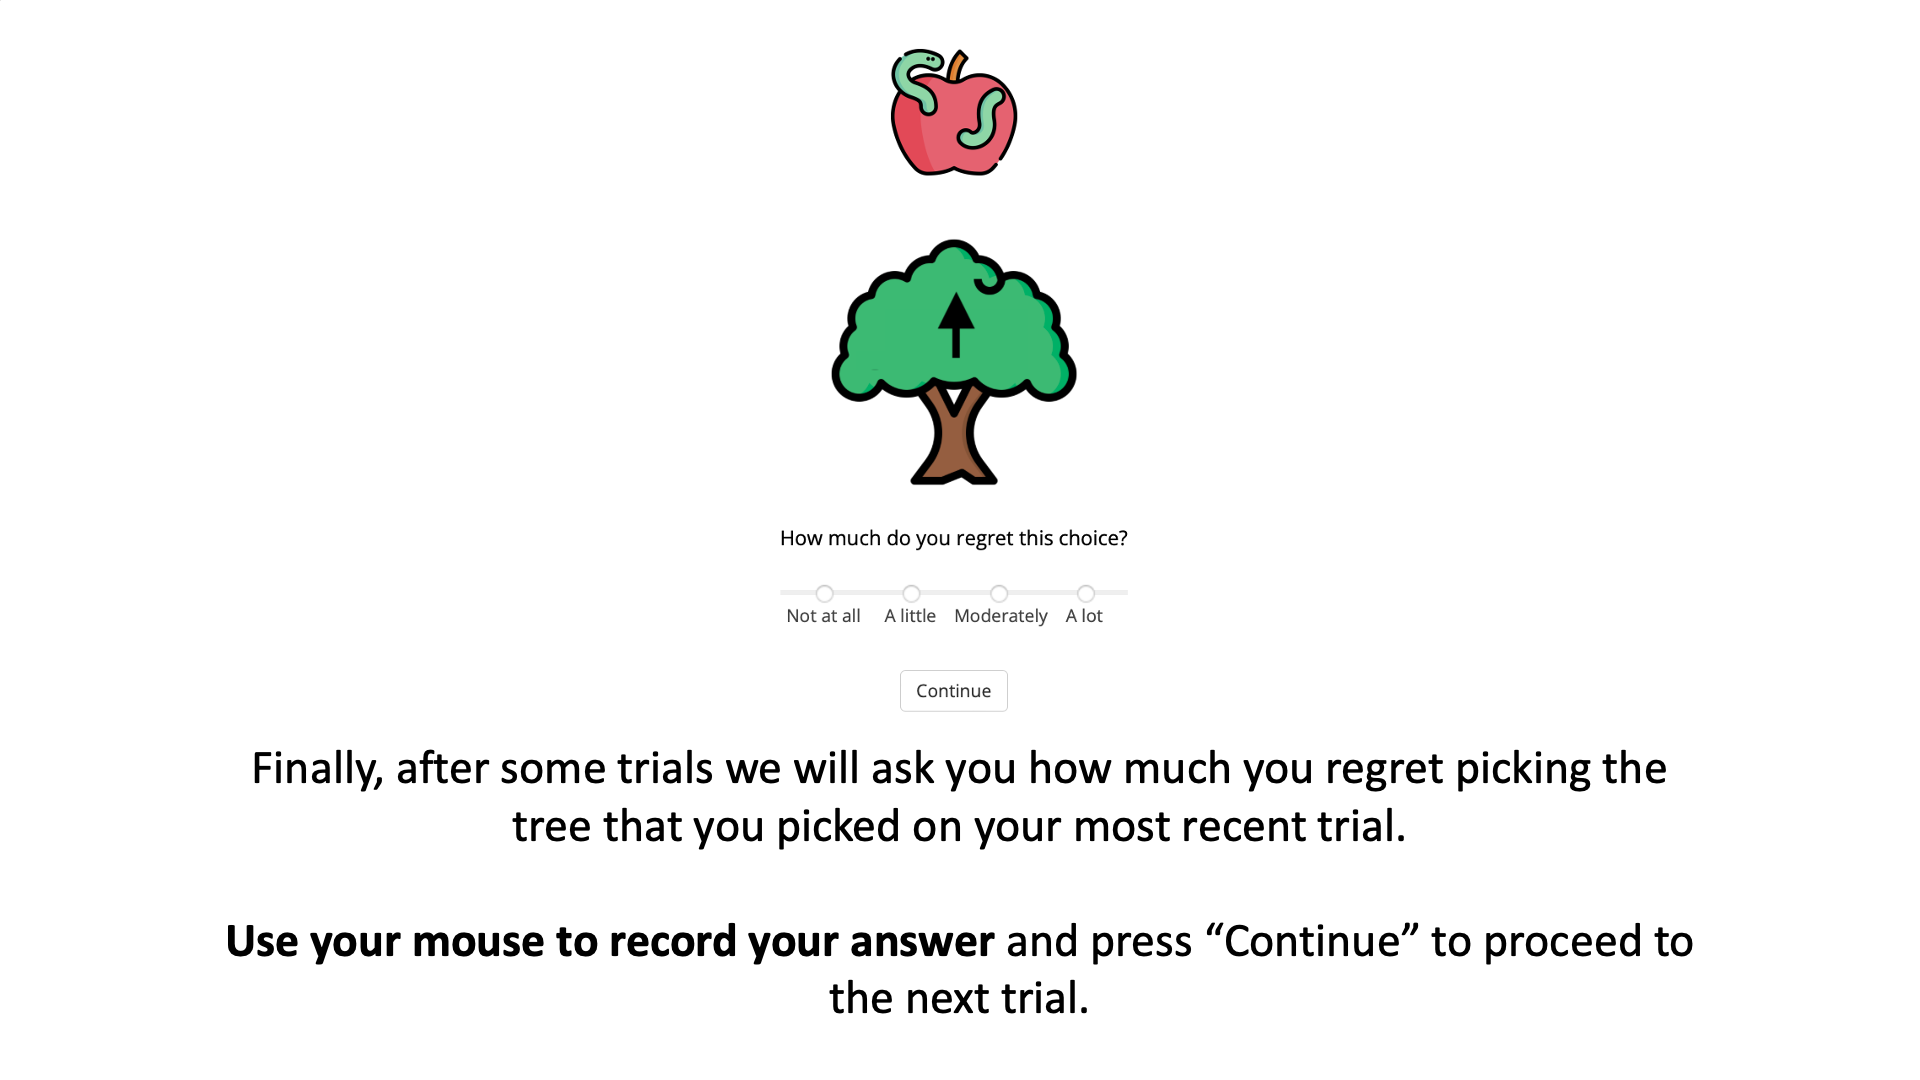 How much do you regret this choice?
Not at all A little Moderately A lot
Continue
Finally, after some trials we will ask you how much you regret picking the
tree that you picked on your most recent trial.
Use your mouse to record your answer and press “Continue” to proceed to
the next trial.